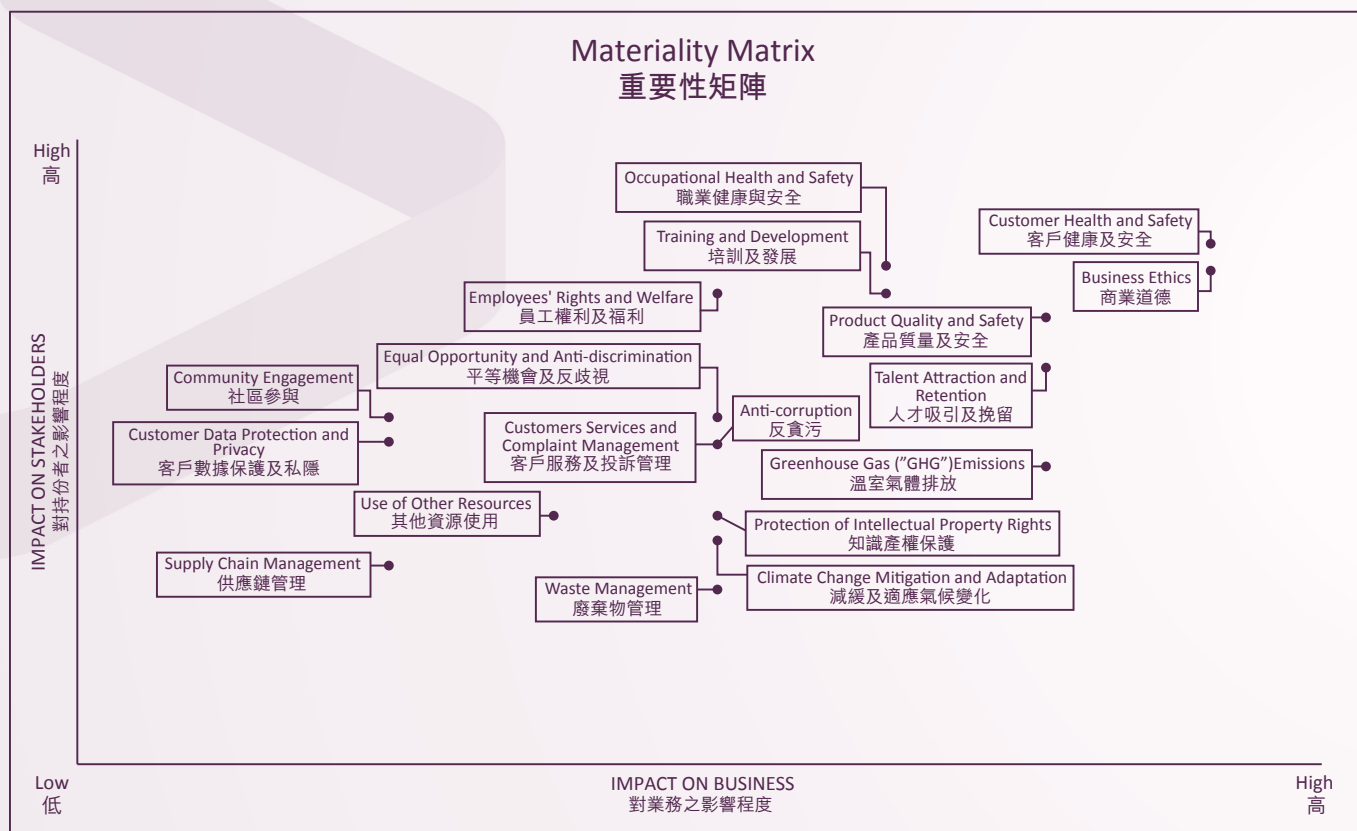 Materiality Matrix
重要性矩陣
High
高
Occupational Health and Safety
職業健康與安全
Customer Health and Safety
客戶健康及安全
Training and Development
培訓及發展
Business Ethics
商業道德
Employees' Rights and Welfare
員工權利及福利
Product Quality and Safety
產品質量及安全
Equal Opportunity and Anti-discrimination
平等機會及反歧視
Community Engagement
社區參與
Talent Attraction and
Retention
人才吸引及挽留
Anti-corruption
反貪污
Customer Data Protection and
Privacy
客戶數據保護及私隱
Customers Services and
Complaint Management
客戶服務及投訴管理
Greenhouse Gas (”GHG”)Emissions
溫室氣體排放
Use of Other Resources
其他資源使用
Protection of Intellectual Property Rights
知識產權保護
Supply Chain Management
供應鏈管理
Waste Management
廢棄物管理
Climate Change Mitigation and Adaptation
減緩及適應氣候變化
IMPACT ON STAKEHOLDERS
對持份者之影響程度
Low
低
IMPACT ON BUSINESS
對業務之影響程度
High
高